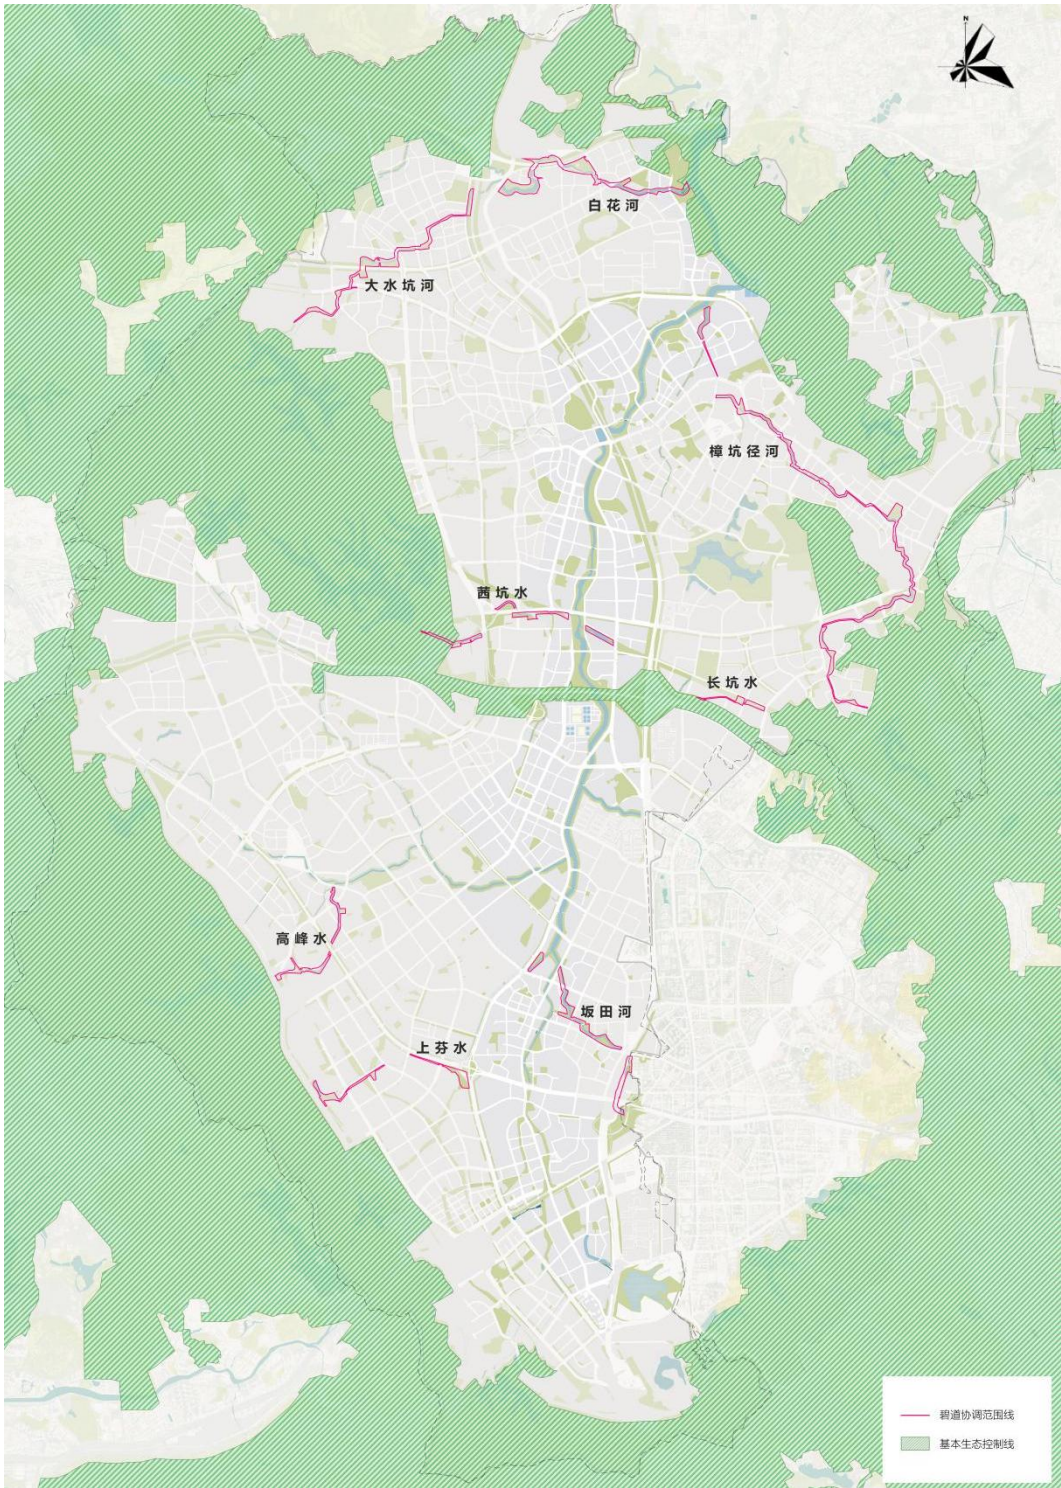 N
白花河
大水坑河
樟坑径河
茜坑水
长坑水
高峰水
坂田河
上芬水
碧道协调范围线
基本生态控制线